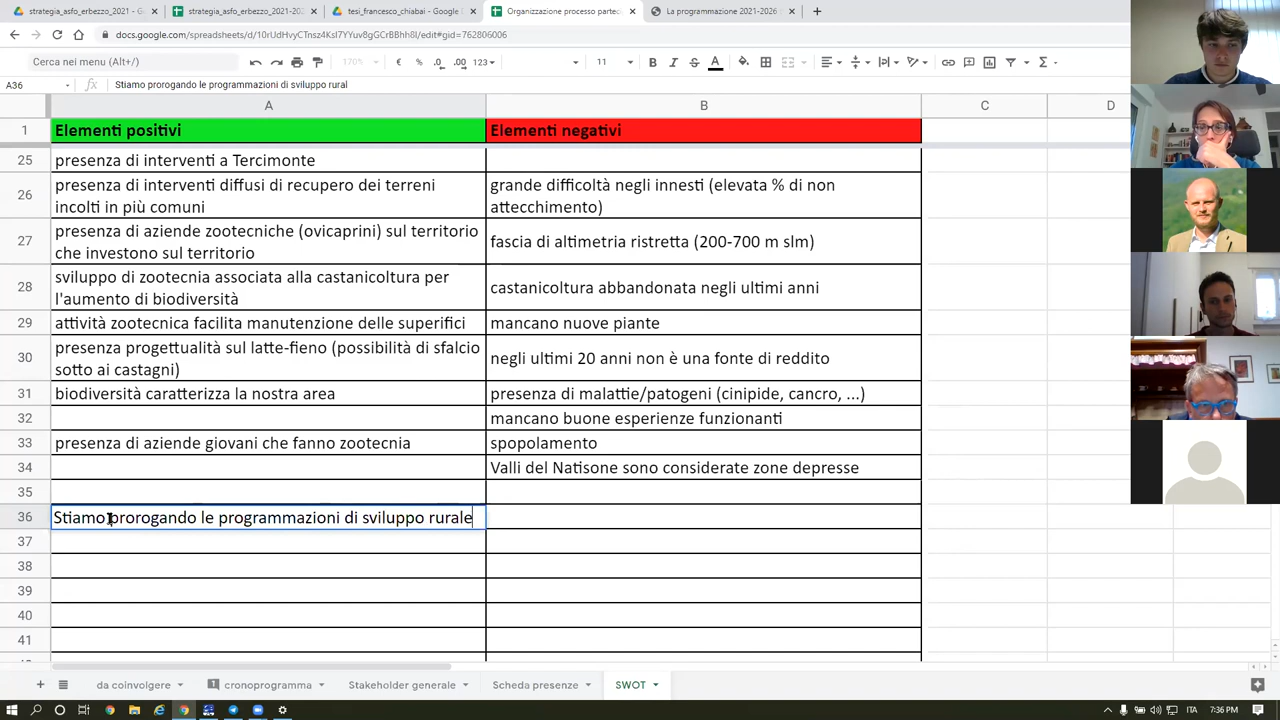 strategia_asfo_erbezzo_2021 - G
strategia_asfo_erbezzo_2021-202
tesi_francesco_chiabai - Google D
Organizzazione processo partec
La programmazione 2021-2026 /
docs.google.com/spreadsheets/d/10rUdHvyCTnsz4Ksl7YYuv8gGCrBBhh8l/edit#gid=762806006
Cerca nei menu (Alt+/)
170%
€ % .0 .00 123
11
B I S A
A36
fx Stiamo prorogando le programmazioni di sviluppo rural
A B C D
1 Elementi positivi Elementi negativi
25 presenza di interventi a Tercimonte
26 presenza di interventi diffusi di recupero dei terreni
incolti in più comuni
grande difficoltà negli innesti (elevata % di non
attecchimento)
27 presenza di aziende zootecniche (ovicaprini) sul territorio
che investono sul territorio
fascia di altimetria ristretta (200-700 m slm)
28 sviluppo di zootecnia associata alla castanicoltura per
l'aumento di biodiversità
castanicoltura abbandonata negli ultimi anni
29 attività zootecnica facilita manutenzione delle superifici mancano nuove piante
30 presenza progettualità sul latte-fieno (possibilità di sfalcio
sotto ai castagni)
negli ultimi 20 anni non è una fonte di reddito
31 biodiversità caratterizza la nostra area presenza di malattie/patogeni (cinipide, cancro, ...)
32 mancano buone esperienze funzionanti
33 presenza di aziende giovani che fanno zootecnia spopolamento
34 Valli del Natisone sono considerate zone depresse
35
36 Stiamo prorogando le programmazioni di sviluppo rurale
37
38
39
40
41
da coinvolgere
1 cronoprogramma
Stakeholder generale
Scheda presenze
SWOT
ITA 7:36 PM